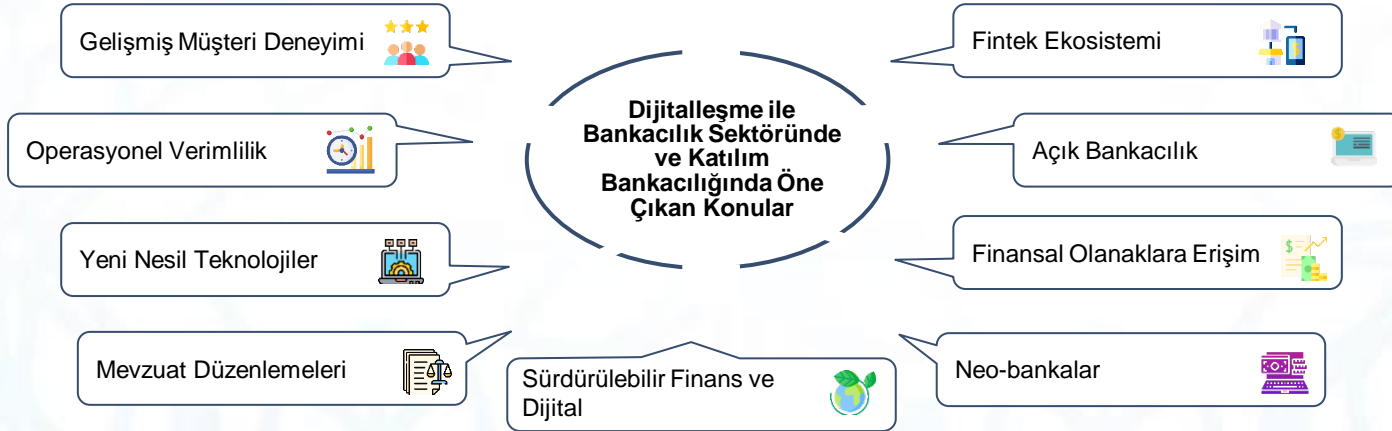 Gelişmiş Müşteri Deneyimi
Fintek Ekosistemi
Dijitalleşme ile
Bankacılık Sektöründe
ve Katılım
Bankacılığında Öne
Çıkan Konular
Operasyonel Verimlilik
Açık Bankacılık
Yeni Nesil Teknolojiler
Finansal Olanaklara Erişim
Mevzuat Düzenlemeleri
Sürdürülebilir Finans ve
Dijital
Neo-bankalar